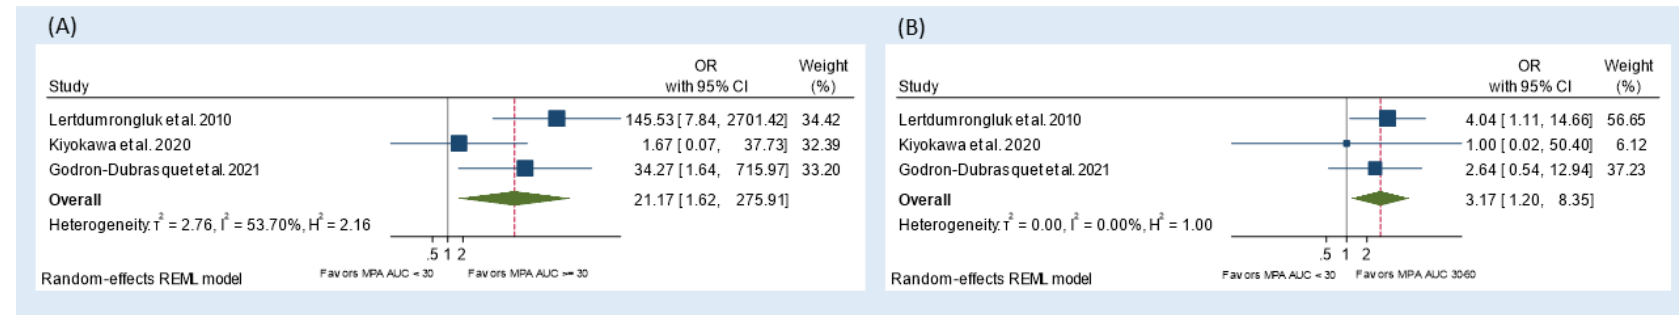 (A)
OR Weight
Study with 95% CI (%)
Lertdumrongluk et al. 2010 145.53 [ 7.84, 2701.42] 34.42
Kiyokawa et al. 2020 1.67 [ 0.07, 37.73] 32.39
Godron-Dubrasquet et al. 2021 34.27 [ 1.64, 715.97] 33.20
Overall 21.17 [ 1.62, 275.91]
Heterogeneity: τ² = 2.76, I² = 53.70%, H² = 2.16
.5 1 2
Favors MPA AUC < 30 Favors MPA AUC >= 30
Random-effects REML model
(B)
OR Weight
Study with 95% CI (%)
Lertdumrongluk et al. 2010 4.04 [ 1.11, 14.66] 56.65
Kiyokawa et al. 2020 1.00 [ 0.02, 50.40] 6.12
Godron-Dubrasquet et al. 2021 2.64 [ 0.54, 12.94] 37.23
Overall 3.17 [ 1.20, 8.35]
Heterogeneity: τ² = 0.00, I² = 0.00%, H² = 1.00
.5 1 2
Favors MPA AUC < 30 Favors MPA AUC 30-60
Random-effects REML model